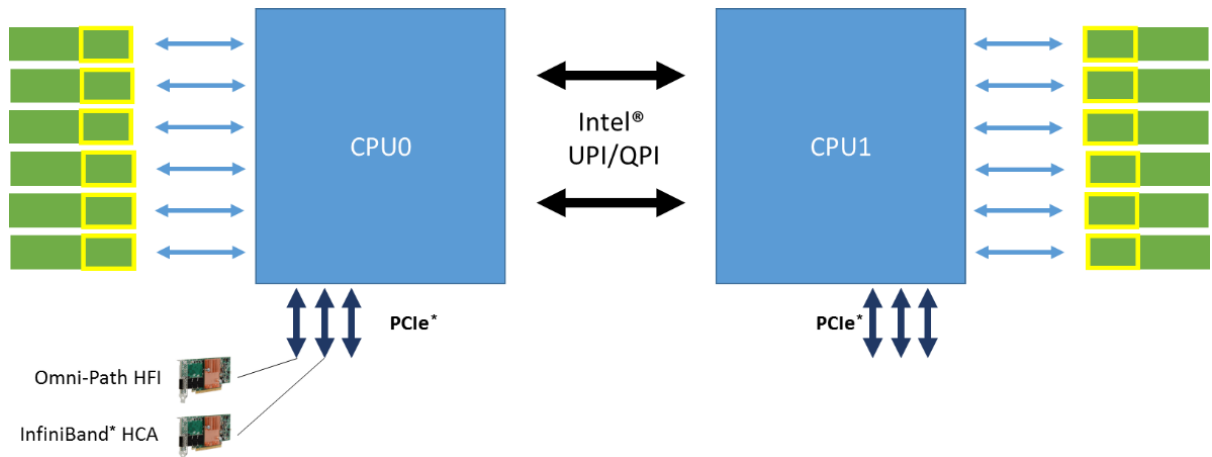 CPU0
Intel®
UPI/QPI
CPU1
PCIe*
PCIe*
Omni-Path HFI
InfiniBand* HCA